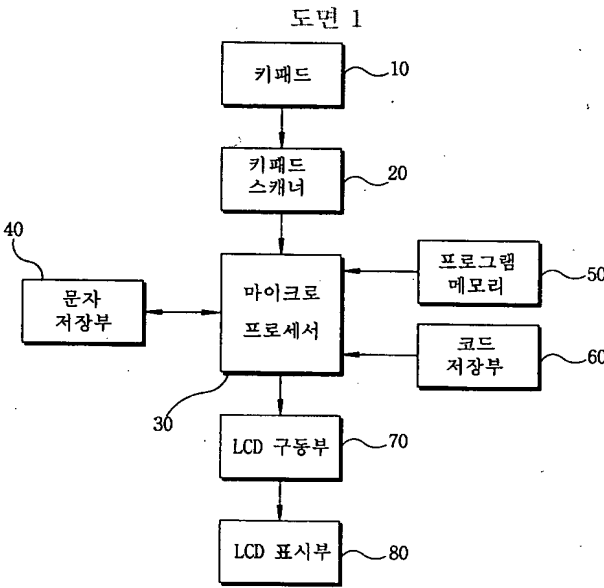 도면 1
키패드
10
키패드
스캐너
20
40
문자
저장부
마이크로
프로세서
30
프로그램
메모리
50
코드
저장부
60
LCD 구동부
70
LCD 표시부
80